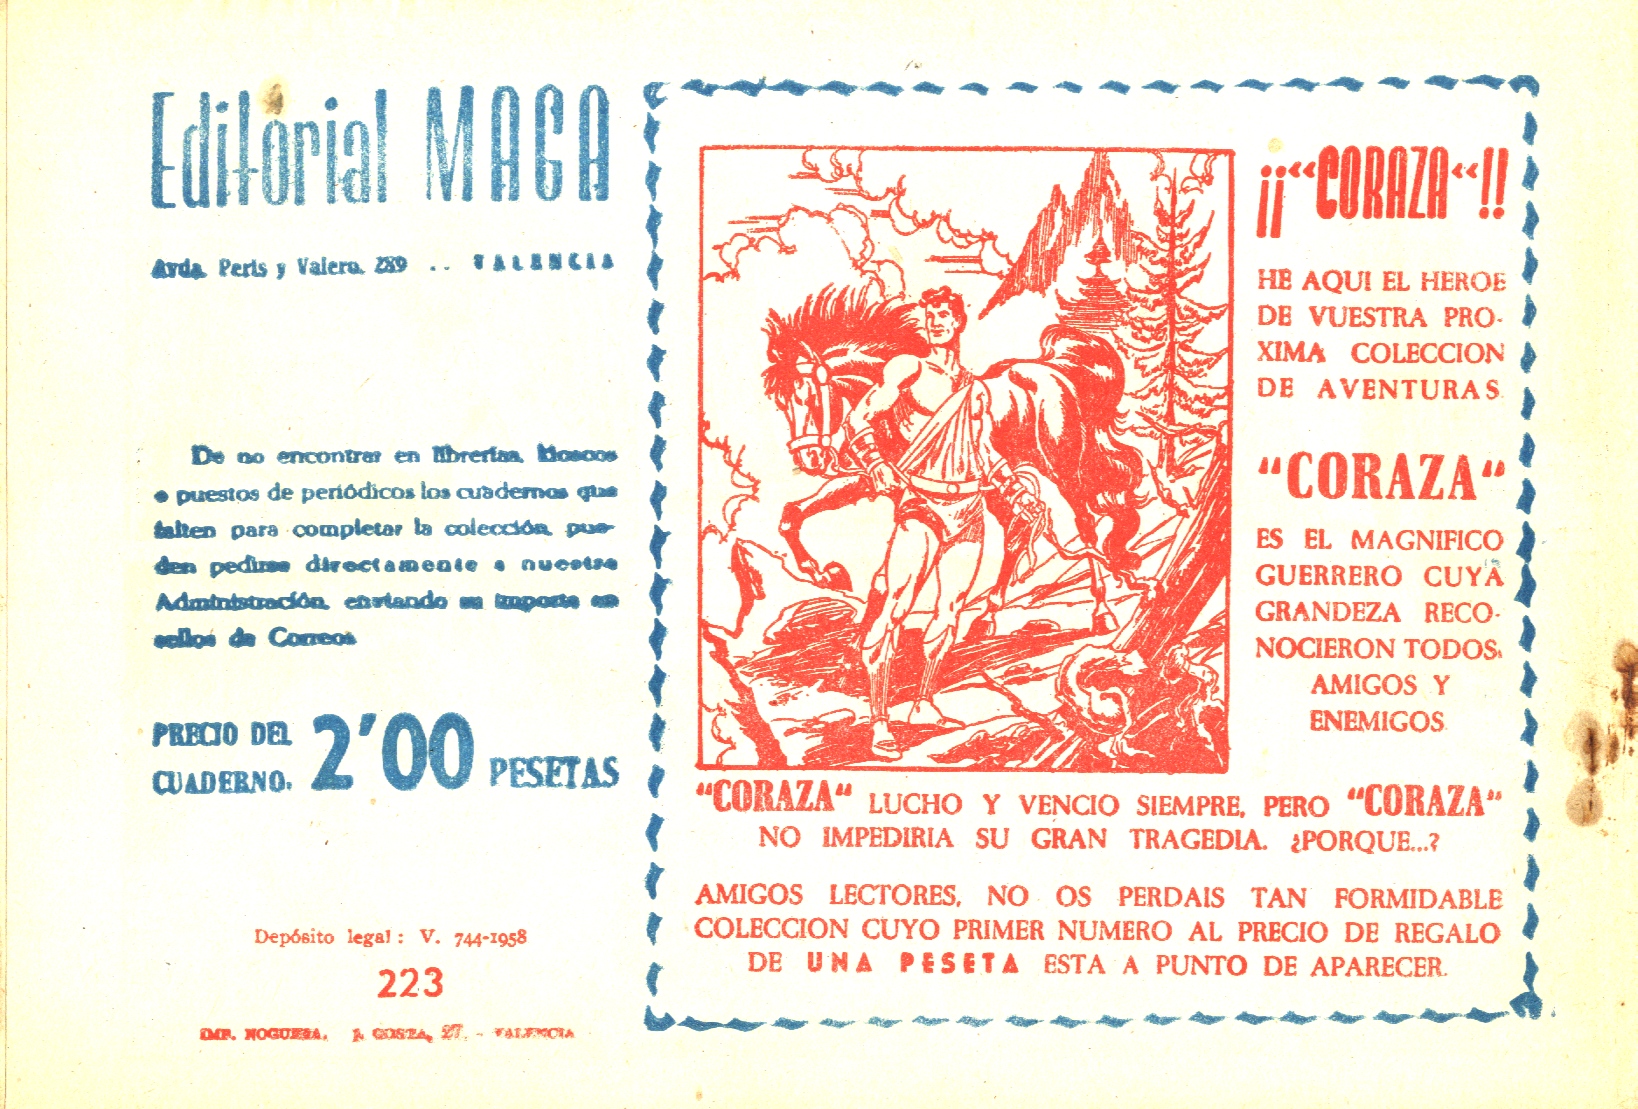 Editorial MAGA
Avda. Peris y Valero, 289 .. VALENCIA
De no encontrar en librerías, kioscos
o puestos de periódicos los cuadernos que
falten para completar la colección, pue-
den pedirse directamente a nuestra
Administración, enviando su importe en
sellos de Correos
PRECIO DEL
CUADERNO, 2'00 PESETAS
Depósito legal: V. 744-1958
223
IMP. NOGUERA. J. COSTA, 27. - VALENCIA
¡¡“CORAZA“!!
HE AQUI EL HEROE
DE VUESTRA PRO-
XIMA COLECCION
DE AVENTURAS
“CORAZA“
ES EL MAGNIFICO
GUERRERO CUYA
GRANDEZA RECO-
NOCIERON TODOS,
AMIGOS Y
ENEMIGOS
“CORAZA“ LUCHO Y VENCIO SIEMPRE, PERO “CORAZA“
NO IMPEDIRIA SU GRAN TRAGEDIA. ¿PORQUE...?
AMIGOS LECTORES, NO OS PERDAIS TAN FORMIDABLE
COLECCION CUYO PRIMER NUMERO AL PRECIO DE REGALO
DE UNA PESETA ESTA A PUNTO DE APARECER.